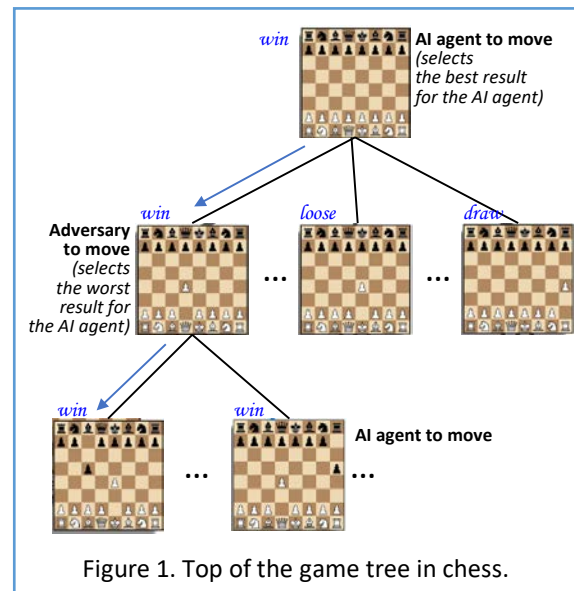 win
AI agent to move
(selects
the best result
for the AI agent)
win
loose
draw
Adversary
to move
(selects
the worst
result for
the AI agent)
...
...
win
win
AI agent to move
...
...
Figure 1. Top of the game tree in chess.